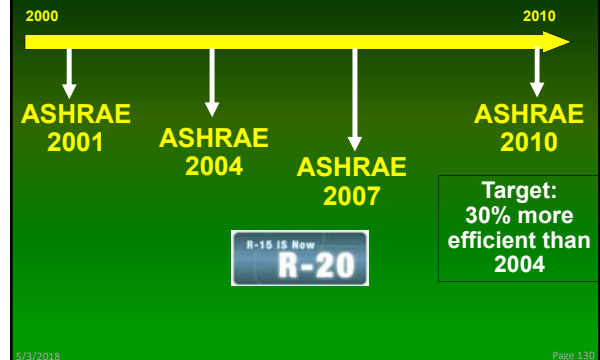 2000
2010
ASHRAE
2001
ASHRAE
2004
ASHRAE
2007
ASHRAE
2010
Target:
30% more
efficient than
2004
R-15 IS Now
R-20
5/3/2018
Page 130